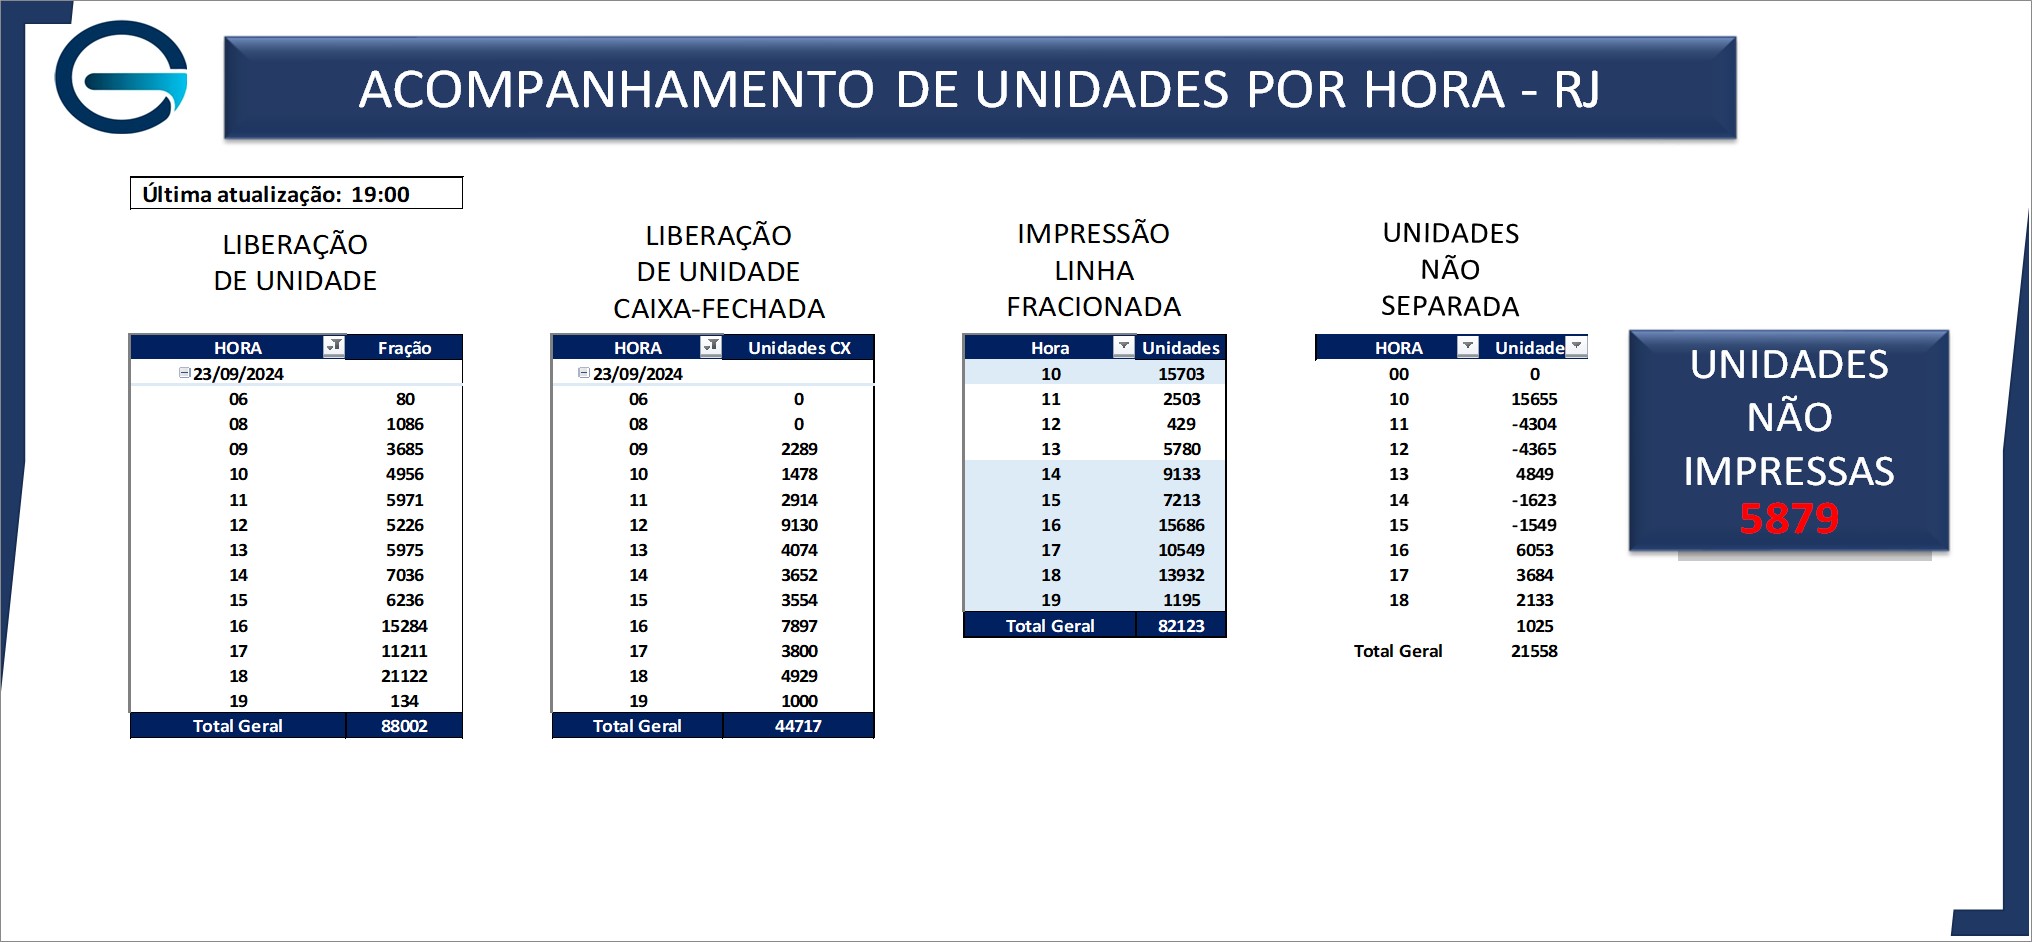 ACOMPANHAMENTO DE UNIDADES POR HORA - RJ
Última atualização: 19:00
LIBERAÇÃO
DE UNIDADE
HORA Fração
23/09/2024
06 80
08 1086
09 3685
10 4956
11 5971
12 5226
13 5975
14 7036
15 6236
16 15284
17 11211
18 21122
19 134
Total Geral 88002
LIBERAÇÃO
DE UNIDADE
CAIXA-FECHADA
HORA Unidades CX
23/09/2024
06 0
08 0
09 2289
10 1478
11 2914
12 9130
13 4074
14 3652
15 3554
16 7897
17 3800
18 4929
19 1000
Total Geral 44717
IMPRESSÃO
LINHA
FRACIONADA
Hora Unidades
10 15703
11 2503
12 429
13 5780
14 9133
15 7213
16 15686
17 10549
18 13932
19 1195
Total Geral 82123
UNIDADES
NÃO
SEPARADA
HORA Unidade
00 0
10 15655
11 -4304
12 -4365
13 4849
14 -1623
15 -1549
16 6053
17 3684
18 2133
1025
Total Geral 21558
UNIDADES
NÃO
IMPRESSAS
5879